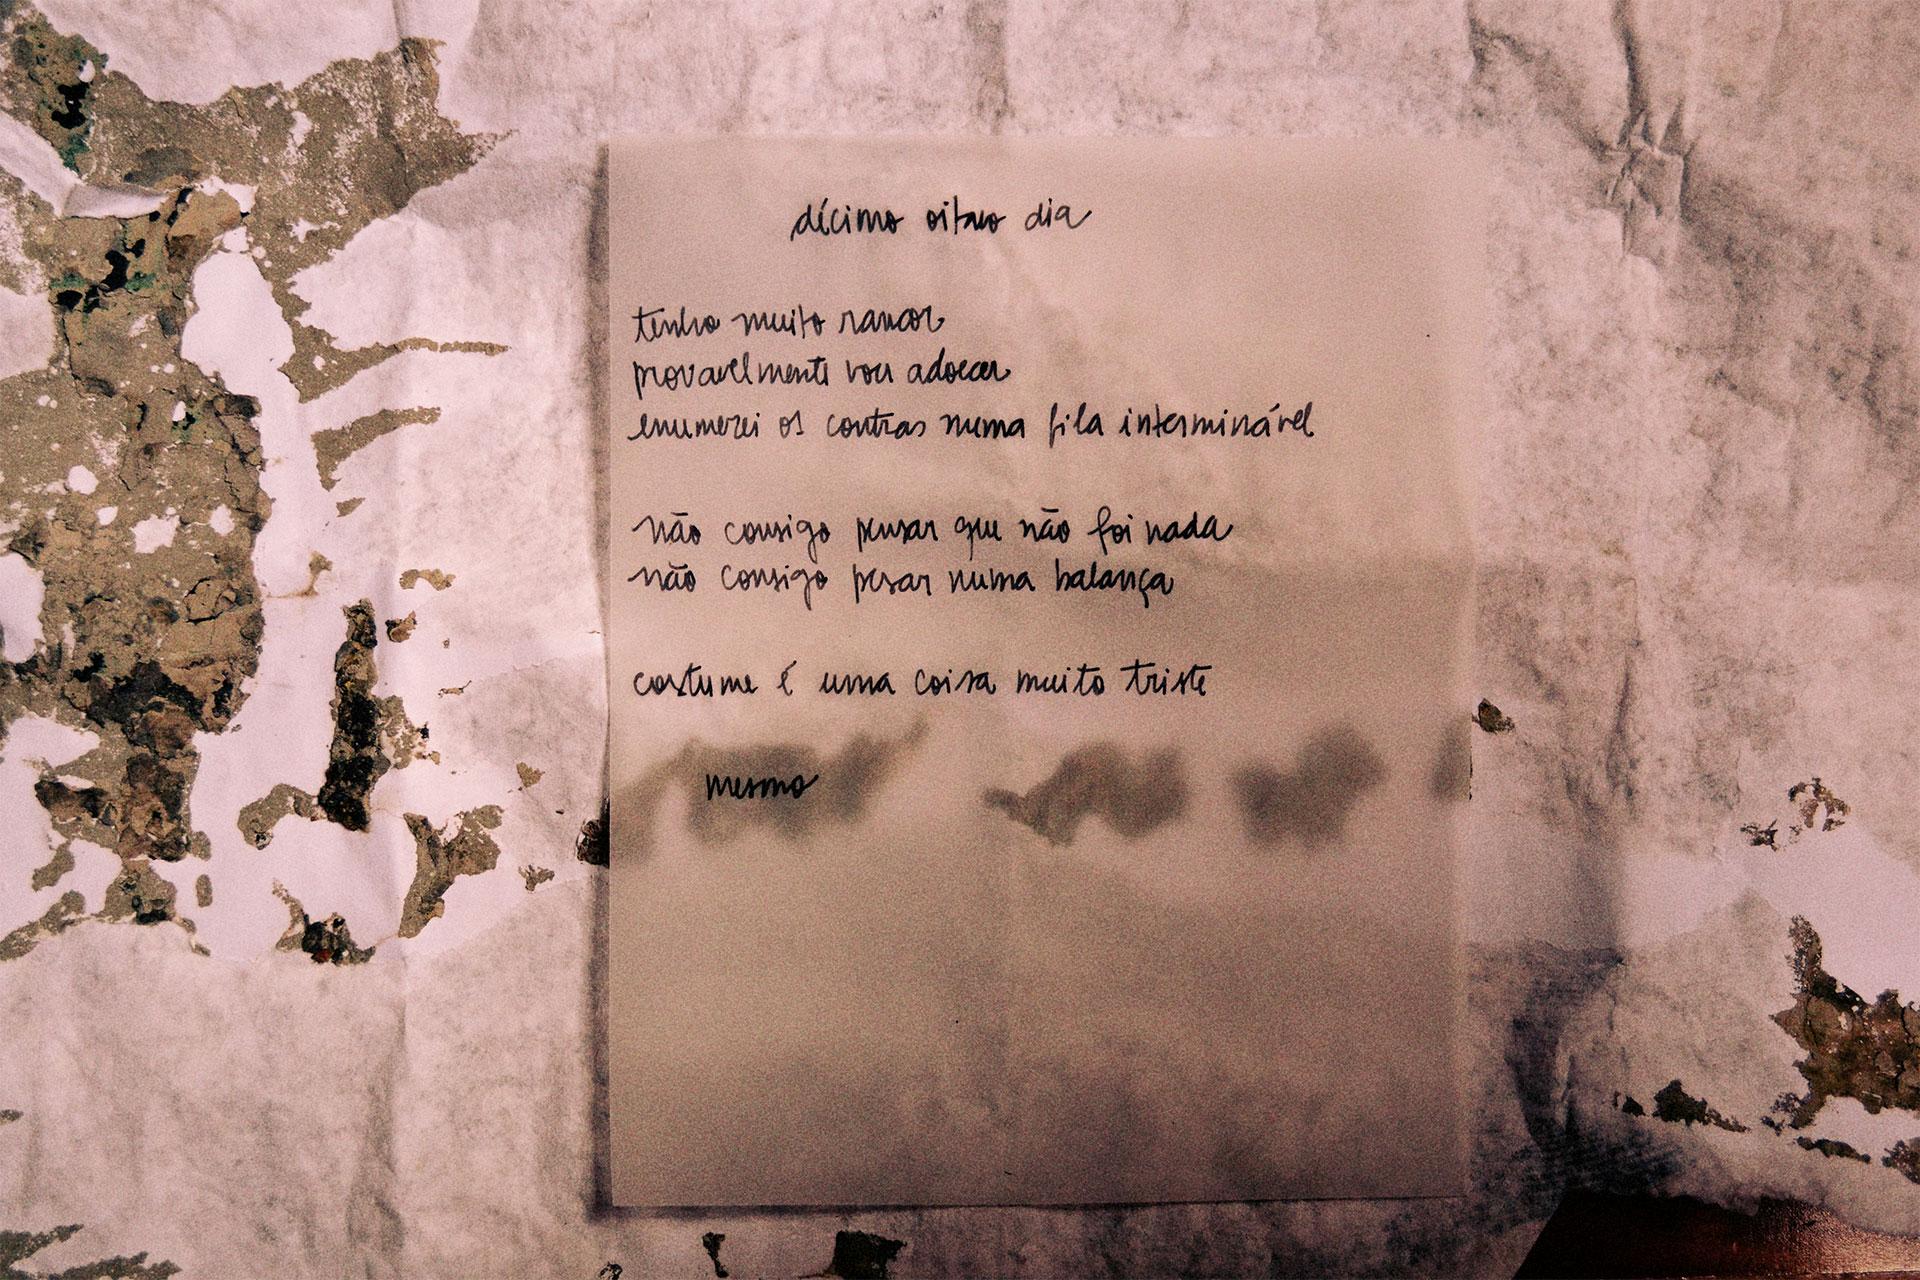 décimo oitavo dia
tenho muito rancor
provavelmente vou adoecer
enumerei os contras numa fila interminável
não consigo pensar que não foi nada
não consigo pesar numa balança
costume é uma coisa muito triste
mesmo